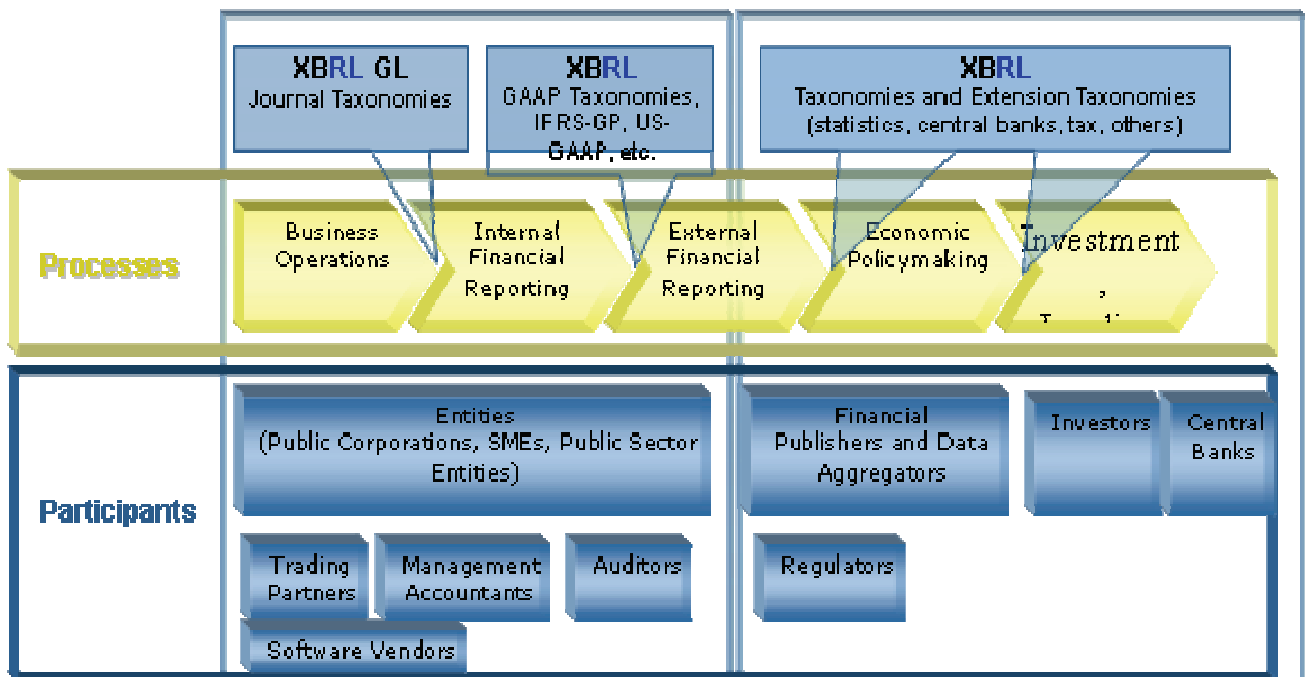 XBRL GL
Journal Taxonomies
XBRL
GAAP Taxonomies,
IFRS-GP, US-
GAAP, etc.
XBRL
Taxonomies and Extension Taxonomies
(statistics, central banks, tax, others)
Processes
Business
Operations
Internal
Financial
Reporting
External
Financial
Reporting
Economic
Policymaking
Investment
,
Participants
Entities
(Public Corporations, SMEs, Public Sector
Entities)
Financial
Publishers and Data
Aggregators
Investors
Central
Banks
Trading
Partners
Management
Accountants
Auditors
Regulators
Software Vendors